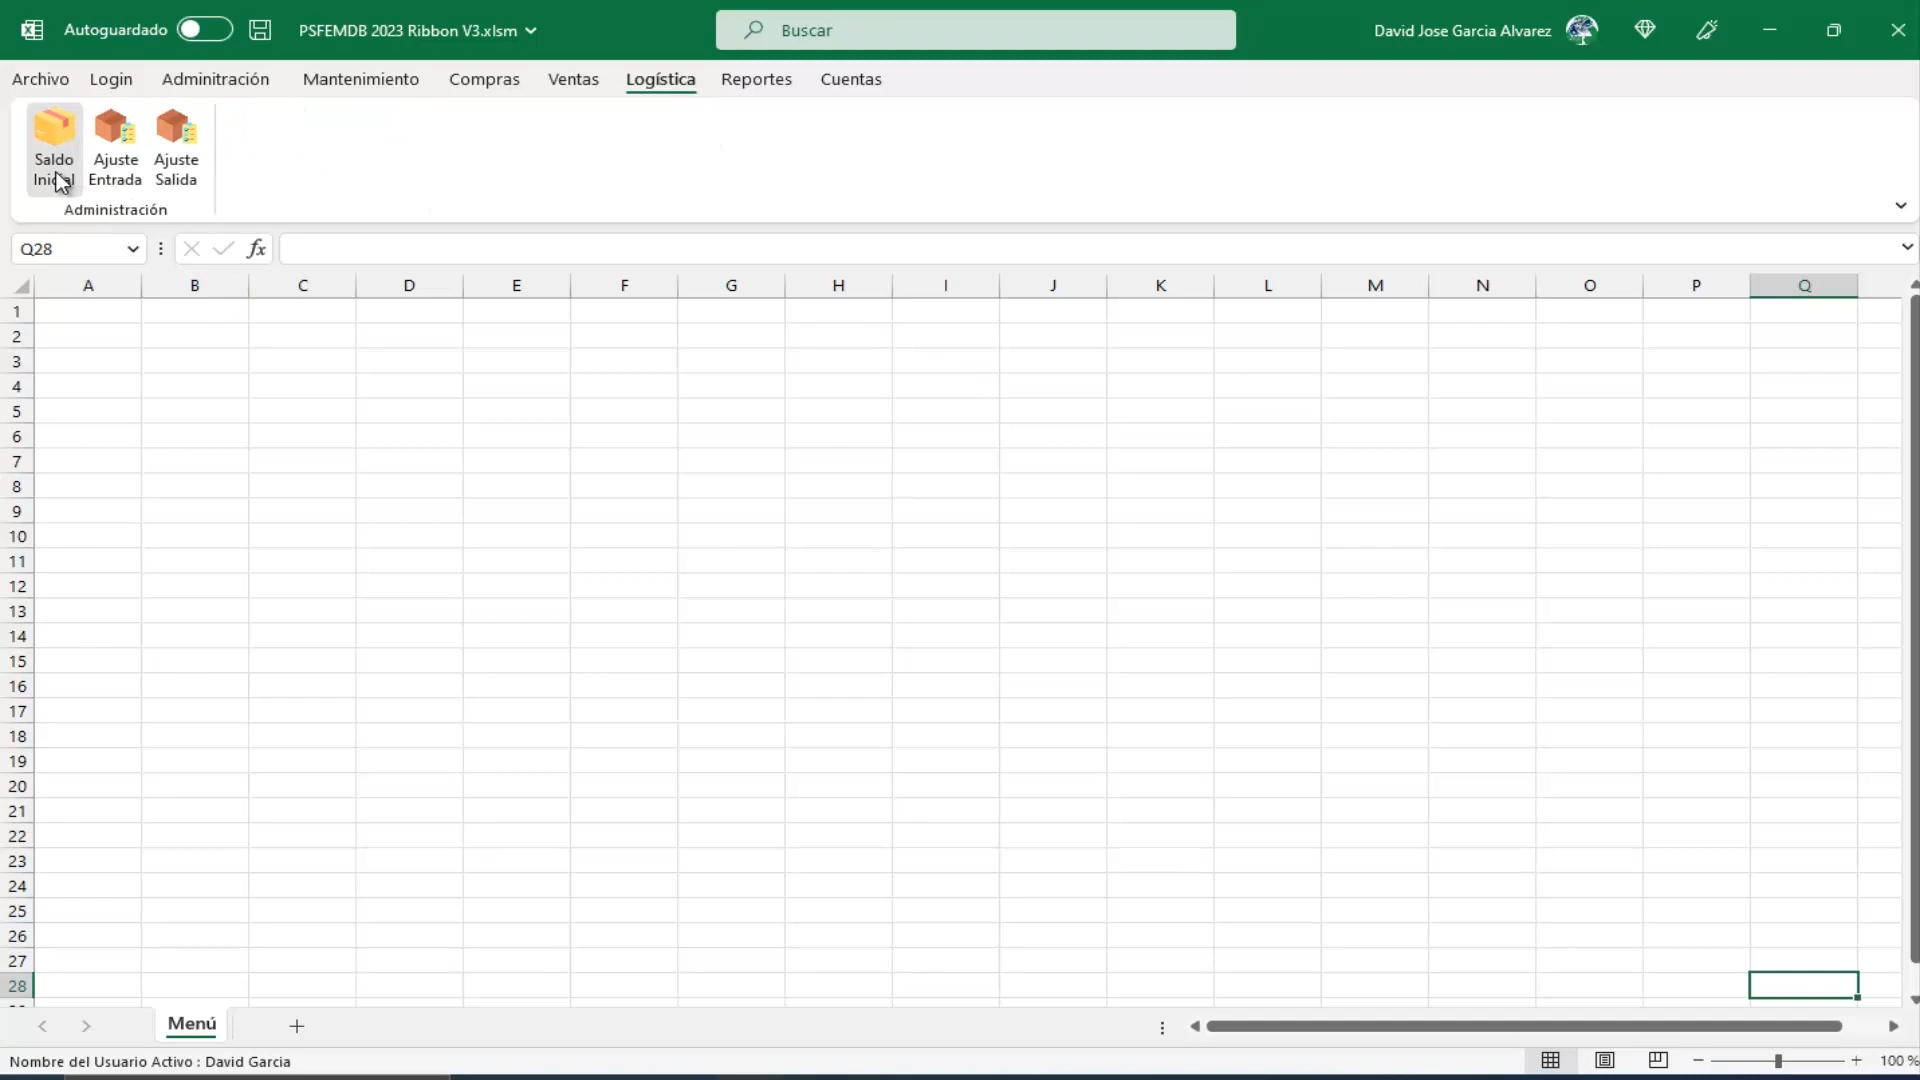 Autoguardado
PSFEMDB 2023 Ribbon V3.xlsm
Buscar
David Jose Garcia Alvarez
Archivo Login Adminitración Mantenimiento Compras Ventas Logística Reportes Cuentas
Saldo Inicial
Ajuste Entrada
Ajuste Salida
Administración
Q28
fx
A B C D E F G H I J K L M N O P Q
1
2
3
4
5
6
7
8
9
10
11
12
13
14
15
16
17
18
19
20
21
22
23
24
25
26
27
28
Menú
Nombre del Usuario Activo : David Garcia
100 %